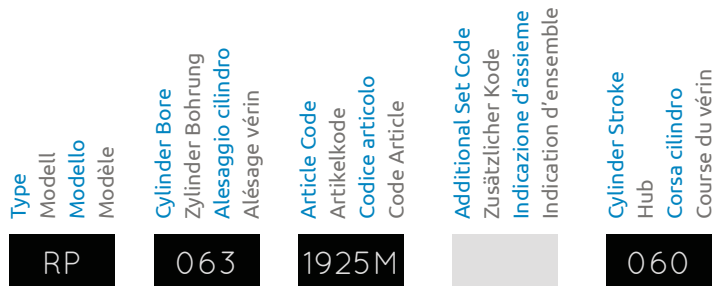 Type
Modell
Modello
Modèle
Cylinder Bore
Zylinder Bohrung
Alesaggio cilindro
Alésage vérin
Article Code
Artikelkode
Codice articolo
Code Article
Additional Set Code
Zusätzlicher Kode
Indicazione d'assieme
Indication d'ensemble
Cylinder Stroke
Hub
Corsa cilindro
Course du vérin
RP
063
1925M
060